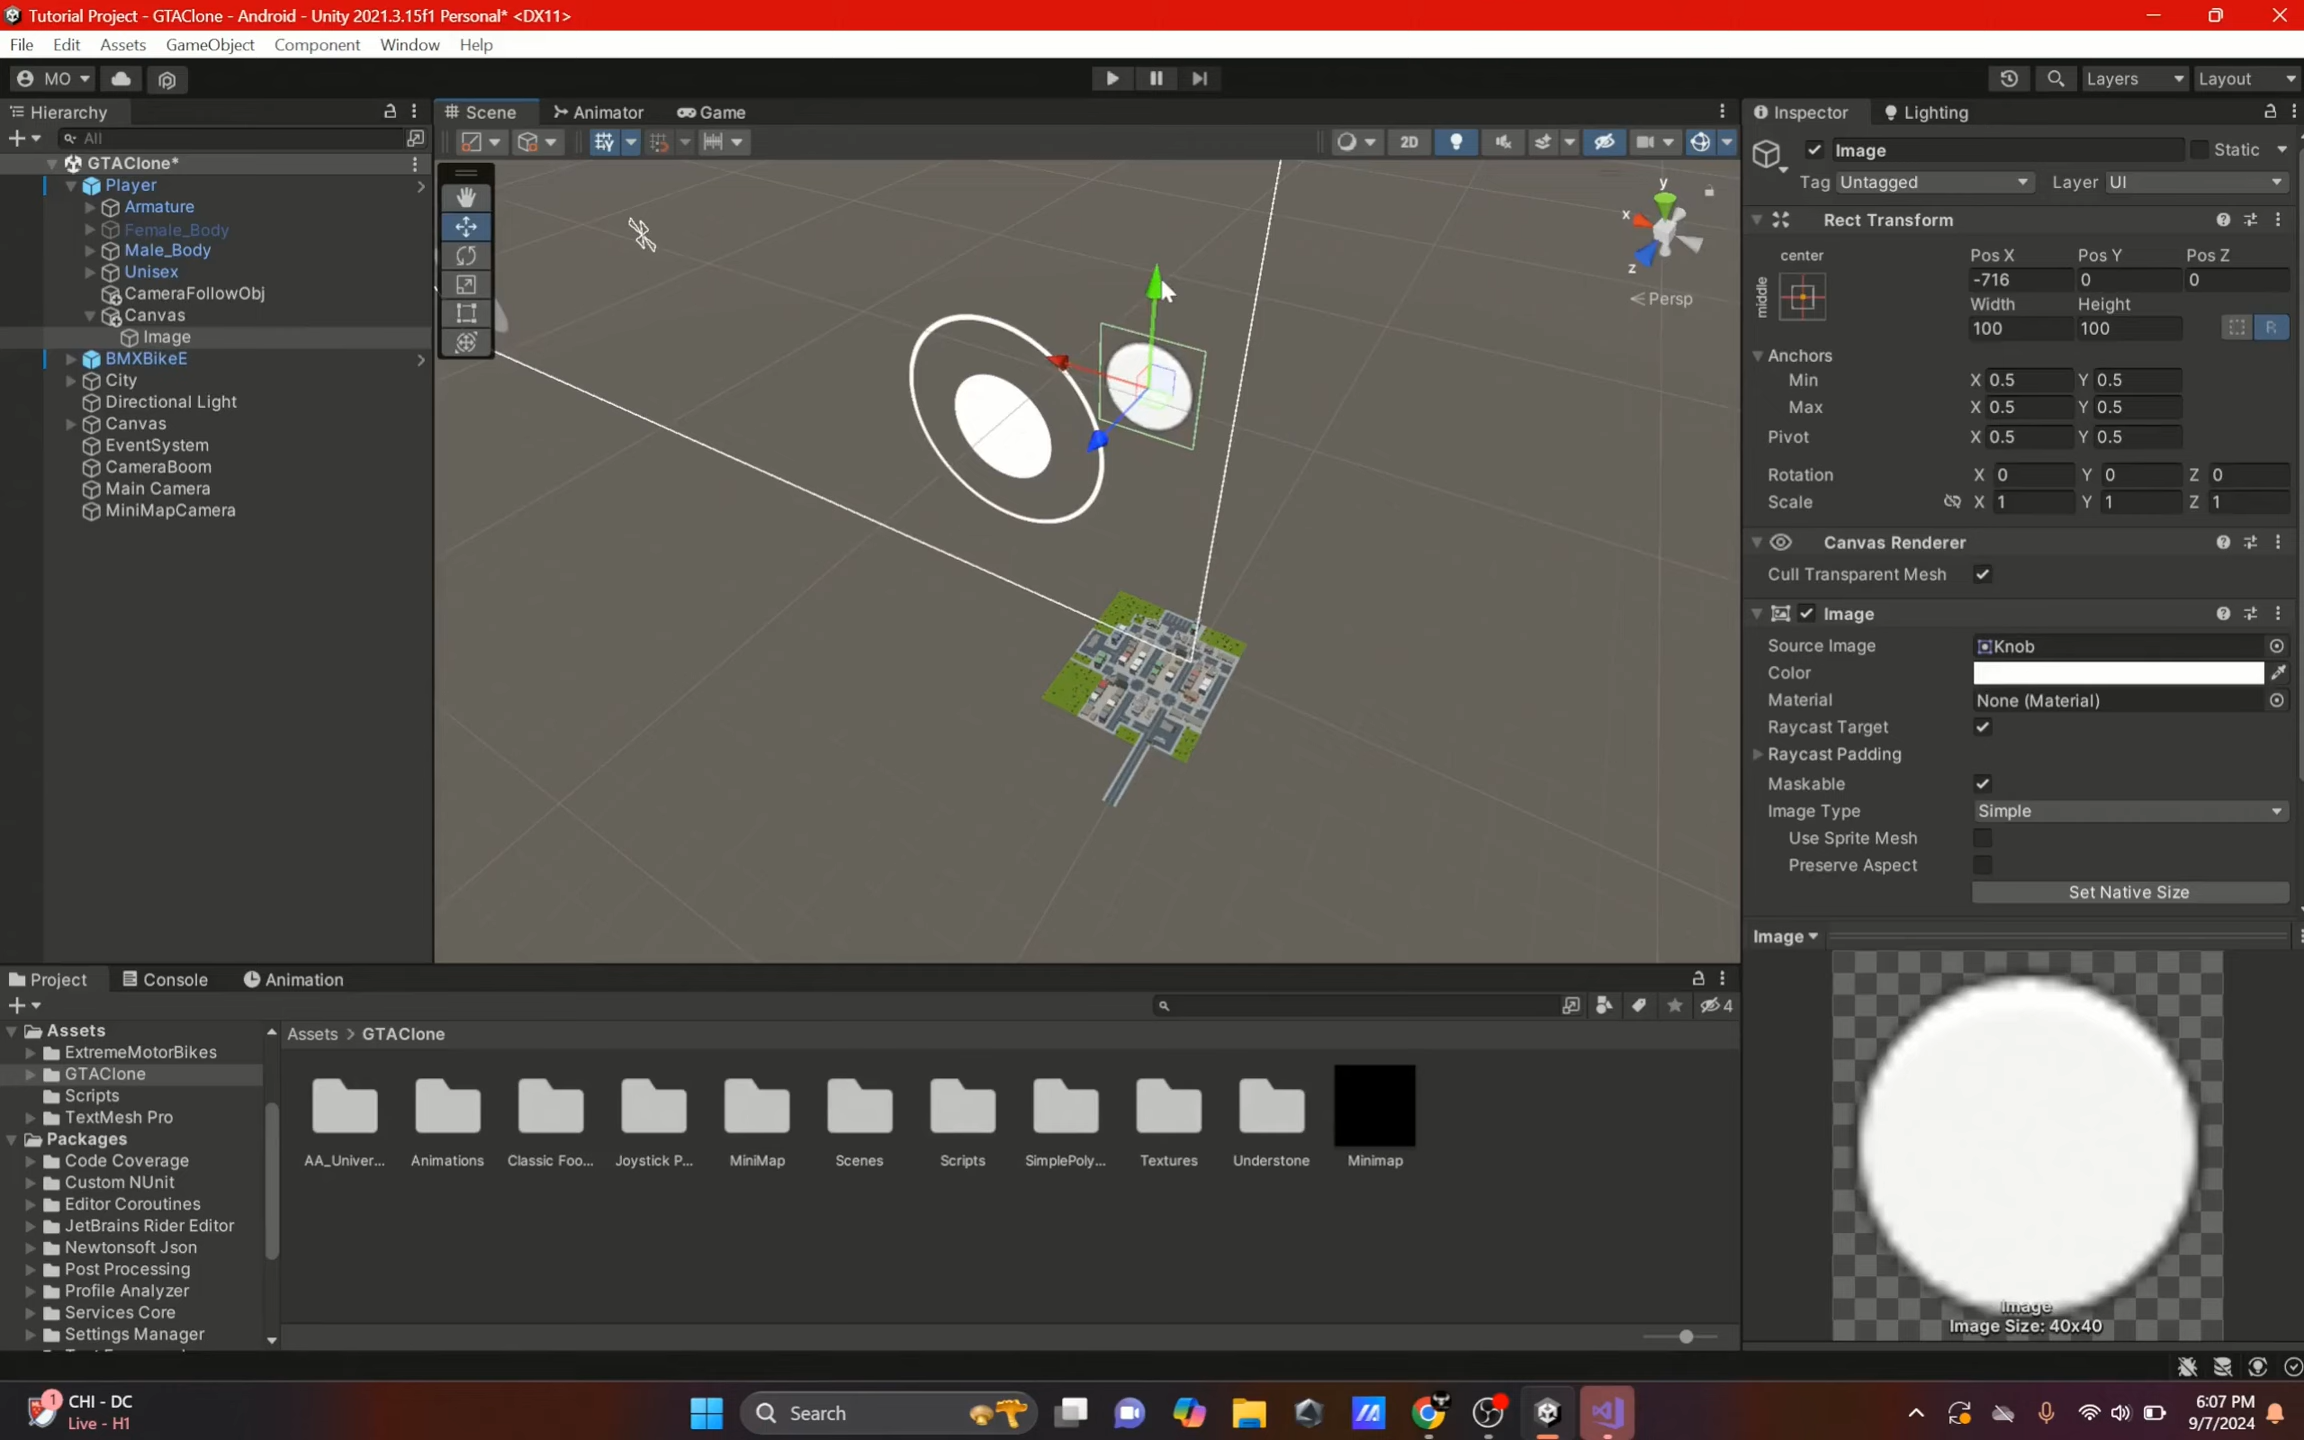 Tutorial Project - GTAClone - Android - Unity 2021.3.15f1 Personal* <DX11>
File Edit Assets GameObject Component Window Help
MO Layers Layout
Hierarchy Scene Animator Game Inspector Lighting
All 2D
GTAClone*
Player
Armature
Female_Body
Male_Body
Unisex
CameraFollowObj
Canvas
Image
BMXBikeE
City
Directional Light
Canvas
EventSystem
CameraBoom
Main Camera
MiniMapCamera
y
x
z
Persp
Image Static
Tag Untagged Layer UI
Rect Transform
center Pos X Pos Y Pos Z
middle
-716 0 0
Width Height
100 100 R
Anchors
Min X 0.5 Y 0.5
Max X 0.5 Y 0.5
Pivot X 0.5 Y 0.5
Rotation X 0 Y 0 Z 0
Scale X 1 Y 1 Z 1
Canvas Renderer
Cull Transparent Mesh
Image
Source Image Knob
Color
Material None (Material)
Raycast Target
Raycast Padding
Maskable
Image Type Simple
Use Sprite Mesh
Preserve Aspect
Set Native Size
Image
Image
Image Size: 40x40
Project Console Animation
4
Assets
ExtremeMotorBikes
GTAClone
Scripts
TextMesh Pro
Packages
Code Coverage
Custom NUnit
Editor Coroutines
JetBrains Rider Editor
Newtonsoft Json
Post Processing
Profile Analyzer
Services Core
Settings Manager
Assets > GTAClone
AA_Univer... Animations Classic Foo... Joystick P... MiniMap Scenes Scripts SimplePoly... Textures Understone Minimap
1 CHI - DC
Live - H1
Search
6:07 PM
9/7/2024